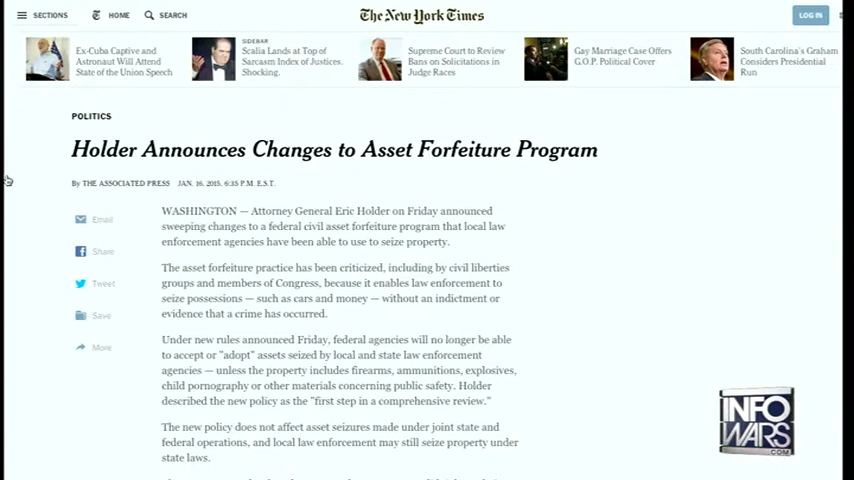 SECTIONS HOME SEARCH The New York Times LOG IN
Ex-Cuba Captive and
Astronaut Will Attend
State of the Union Speech
SIDEBAR
Scalia Lands at Top of
Sarcasm Index of Justices.
Shocking.
Supreme Court to Review
Bans on Solicitations in
Judge Races
Gay Marriage Case Offers
G.O.P. Political Cover
South Carolina's Graham
Considers Presidential
Run
POLITICS
Holder Announces Changes to Asset Forfeiture Program
By THE ASSOCIATED PRESS JAN. 16, 2015, 6:35 P.M. E.S.T.
Email
Share
Tweet
Save
More
WASHINGTON — Attorney General Eric Holder on Friday announced
sweeping changes to a federal civil asset forfeiture program that local law
enforcement agencies have been able to use to seize property.
The asset forfeiture practice has been criticized, including by civil liberties
groups and members of Congress, because it enables law enforcement to
seize possessions — such as cars and money — without an indictment or
evidence that a crime has occurred.
Under new rules announced Friday, federal agencies will no longer be able
to accept or "adopt" assets seized by local and state law enforcement
agencies — unless the property includes firearms, ammunitions, explosives,
child pornography or other materials concerning public safety. Holder
described the new policy as the "first step in a comprehensive review."
The new policy does not affect asset seizures made under joint state and
federal operations, and local law enforcement may still seize property under
state laws.
INFO
WARS
.COM